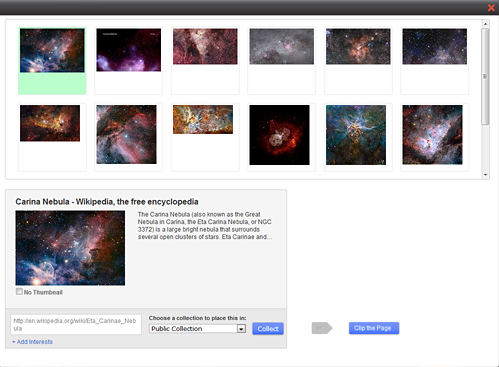 Carina Nebula - Wikipedia, the free encyclopedia
The Carina Nebula (also known as the Great
Nebula in Carina, the Eta Carina Nebula, or NGC
3372) is a large bright nebula that surrounds
several open clusters of stars. Eta Carinae and...
No Thumbnail
http://en.wikipedia.org/wiki/Eta_Carinae_Neb
ula
Choose a collection to place this in:
Public Collection
Collect
+ Add Interests
Clip the Page